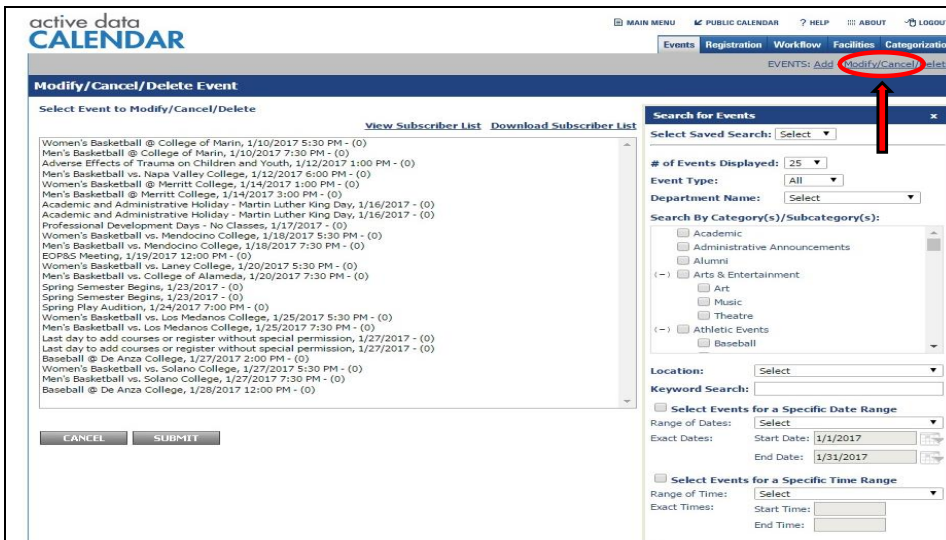 active data
CALENDAR
MAIN MENU PUBLIC CALENDAR ? HELP ABOUT LOGOU
Events Registration Workflow Facilities Categorizatio
EVENTS: Add Modify/Cancel/Delet
Modify/Cancel/Delete Event
Select Event to Modify/Cancel/Delete
View Subscriber List Download Subscriber List
Women's Basketball @ College of Marin, 1/10/2017 5:30 PM - (0)
Men's Basketball @ College of Marin, 1/10/2017 7:30 PM - (0)
Adverse Effects of Trauma on Children and Youth, 1/12/2017 1:00 PM - (0)
Men's Basketball vs. Napa Valley College, 1/12/2017 6:00 PM - (0)
Women's Basketball @ Merritt College, 1/14/2017 1:00 PM - (0)
Men's Basketball @ Merritt College, 1/14/2017 3:00 PM - (0)
Academic and Administrative Holiday - Martin Luther King Day, 1/16/2017 - (0)
Academic and Administrative Holiday - Martin Luther King Day, 1/16/2017 - (0)
Professional Development Days - No Classes, 1/17/2017 - (0)
Women's Basketball vs. Mendocino College, 1/18/2017 5:30 PM - (0)
Men's Basketball vs. Mendocino College, 1/18/2017 7:30 PM - (0)
EOP&S Meeting, 1/19/2017 12:00 PM - (0)
Women's Basketball vs. Laney College, 1/20/2017 5:30 PM - (0)
Men's Basketball vs. College of Alameda, 1/20/2017 7:30 PM - (0)
Spring Semester Begins, 1/23/2017 - (0)
Spring Semester Begins, 1/23/2017 - (0)
Spring Play Audition, 1/24/2017 7:00 PM - (0)
Women's Basketball vs. Los Medanos College, 1/25/2017 5:30 PM - (0)
Men's Basketball vs. Los Medanos College, 1/25/2017 7:30 PM - (0)
Last day to add courses or register without special permission, 1/27/2017 - (0)
Last day to add courses or register without special permission, 1/27/2017 - (0)
Baseball @ De Anza College, 1/27/2017 2:00 PM - (0)
Women's Basketball vs. Solano College, 1/27/2017 5:30 PM - (0)
Men's Basketball vs. Solano College, 1/27/2017 7:30 PM - (0)
Baseball @ De Anza College, 1/28/2017 12:00 PM - (0)
CANCEL SUBMIT
Search for Events x
Select Saved Search: Select
# of Events Displayed: 25
Event Type: All
Department Name: Select
Search By Category(s)/Subcategory(s):
Academic
Administrative Announcements
Alumni
(-) Arts & Entertainment
Art
Music
Theatre
(-) Athletic Events
Baseball
Location: Select
Keyword Search:
Select Events for a Specific Date Range
Range of Dates: Select
Exact Dates: Start Date: 1/1/2017
End Date: 1/31/2017
Select Events for a Specific Time Range
Range of Time: Select
Exact Times: Start Time:
End Time: